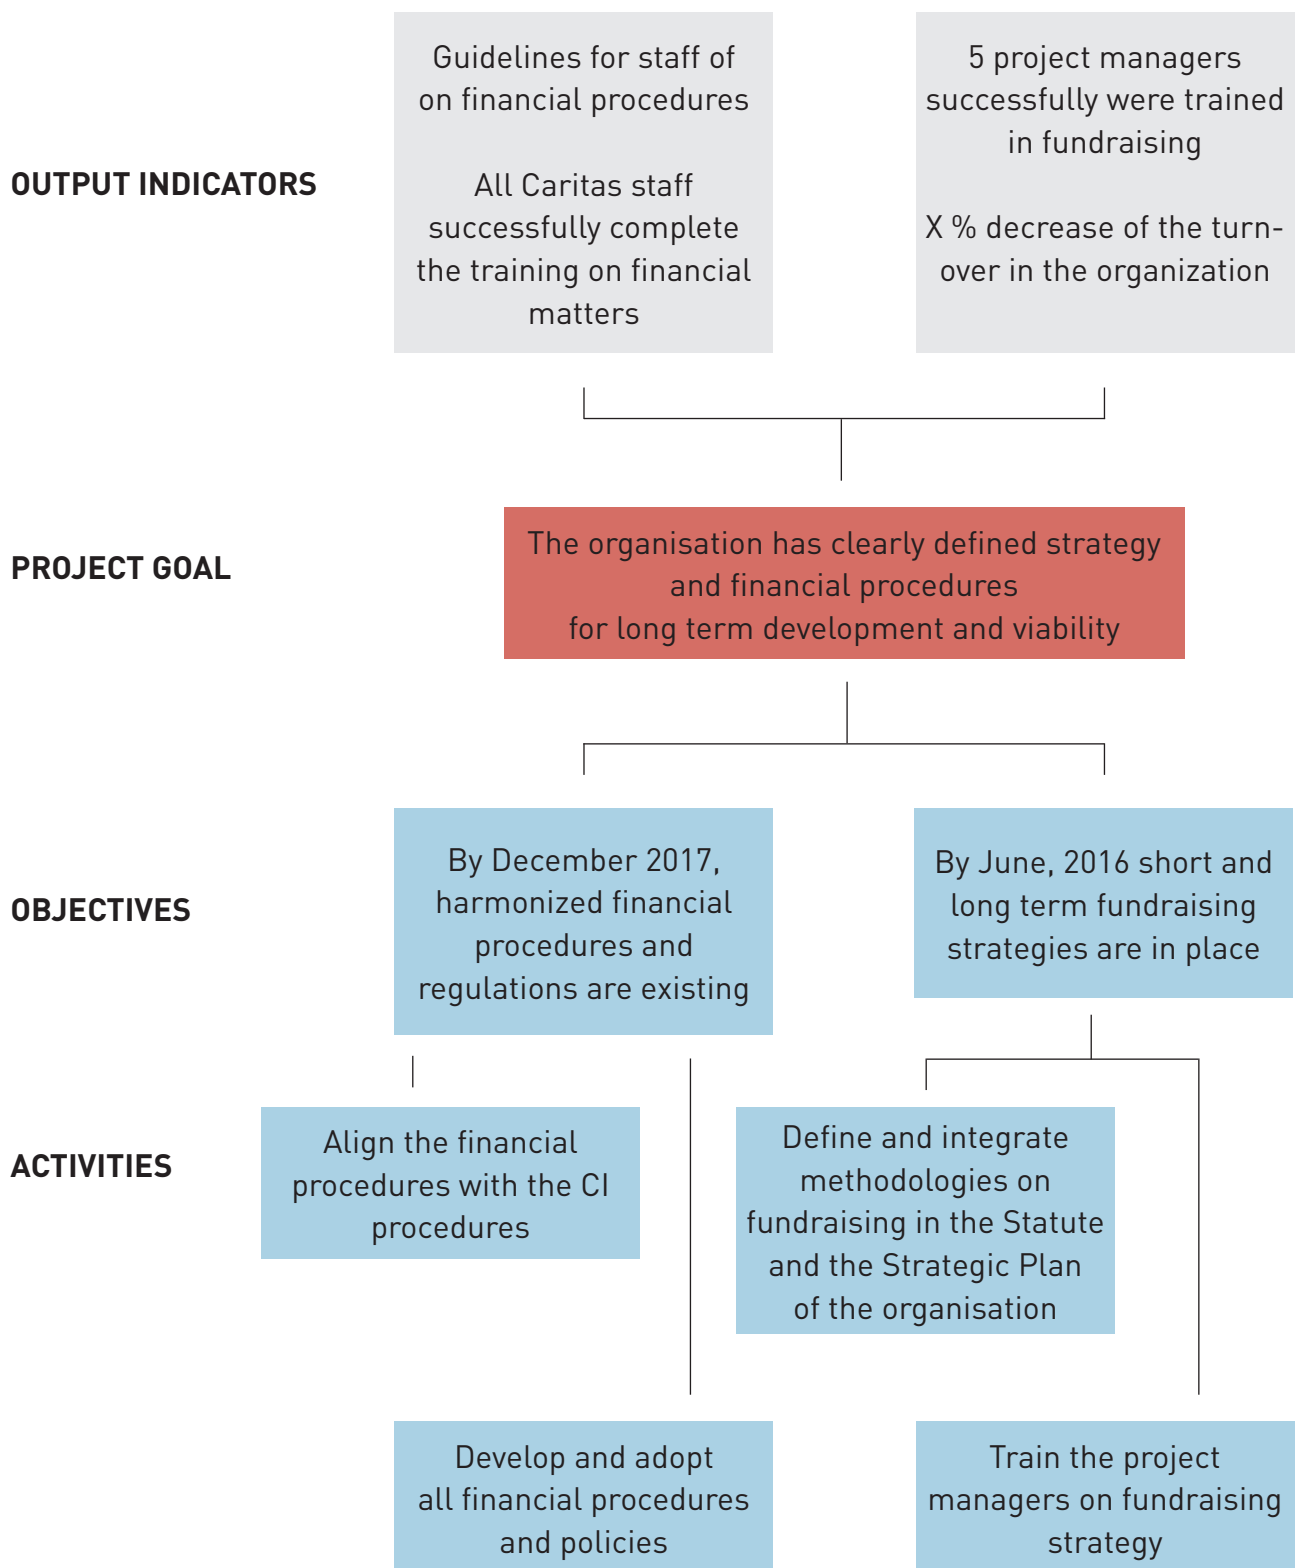 OUTPUT INDICATORS
Guidelines for staff of
on financial procedures
All Caritas staff
successfully complete
the training on financial
matters
5 project managers
successfully were trained
in fundraising
X % decrease of the turn-
over in the organization
PROJECT GOAL
The organisation has clearly defined strategy
and financial procedures
for long term development and viability
OBJECTIVES
By December 2017,
harmonized financial
procedures and
regulations are existing
By June, 2016 short and
long term fundraising
strategies are in place
ACTIVITIES
Align the financial
procedures with the CI
procedures
Define and integrate
methodologies on
fundraising in the Statute
and the Strategic Plan
of the organisation
Develop and adopt
all financial procedures
and policies
Train the project
managers on fundraising
strategy